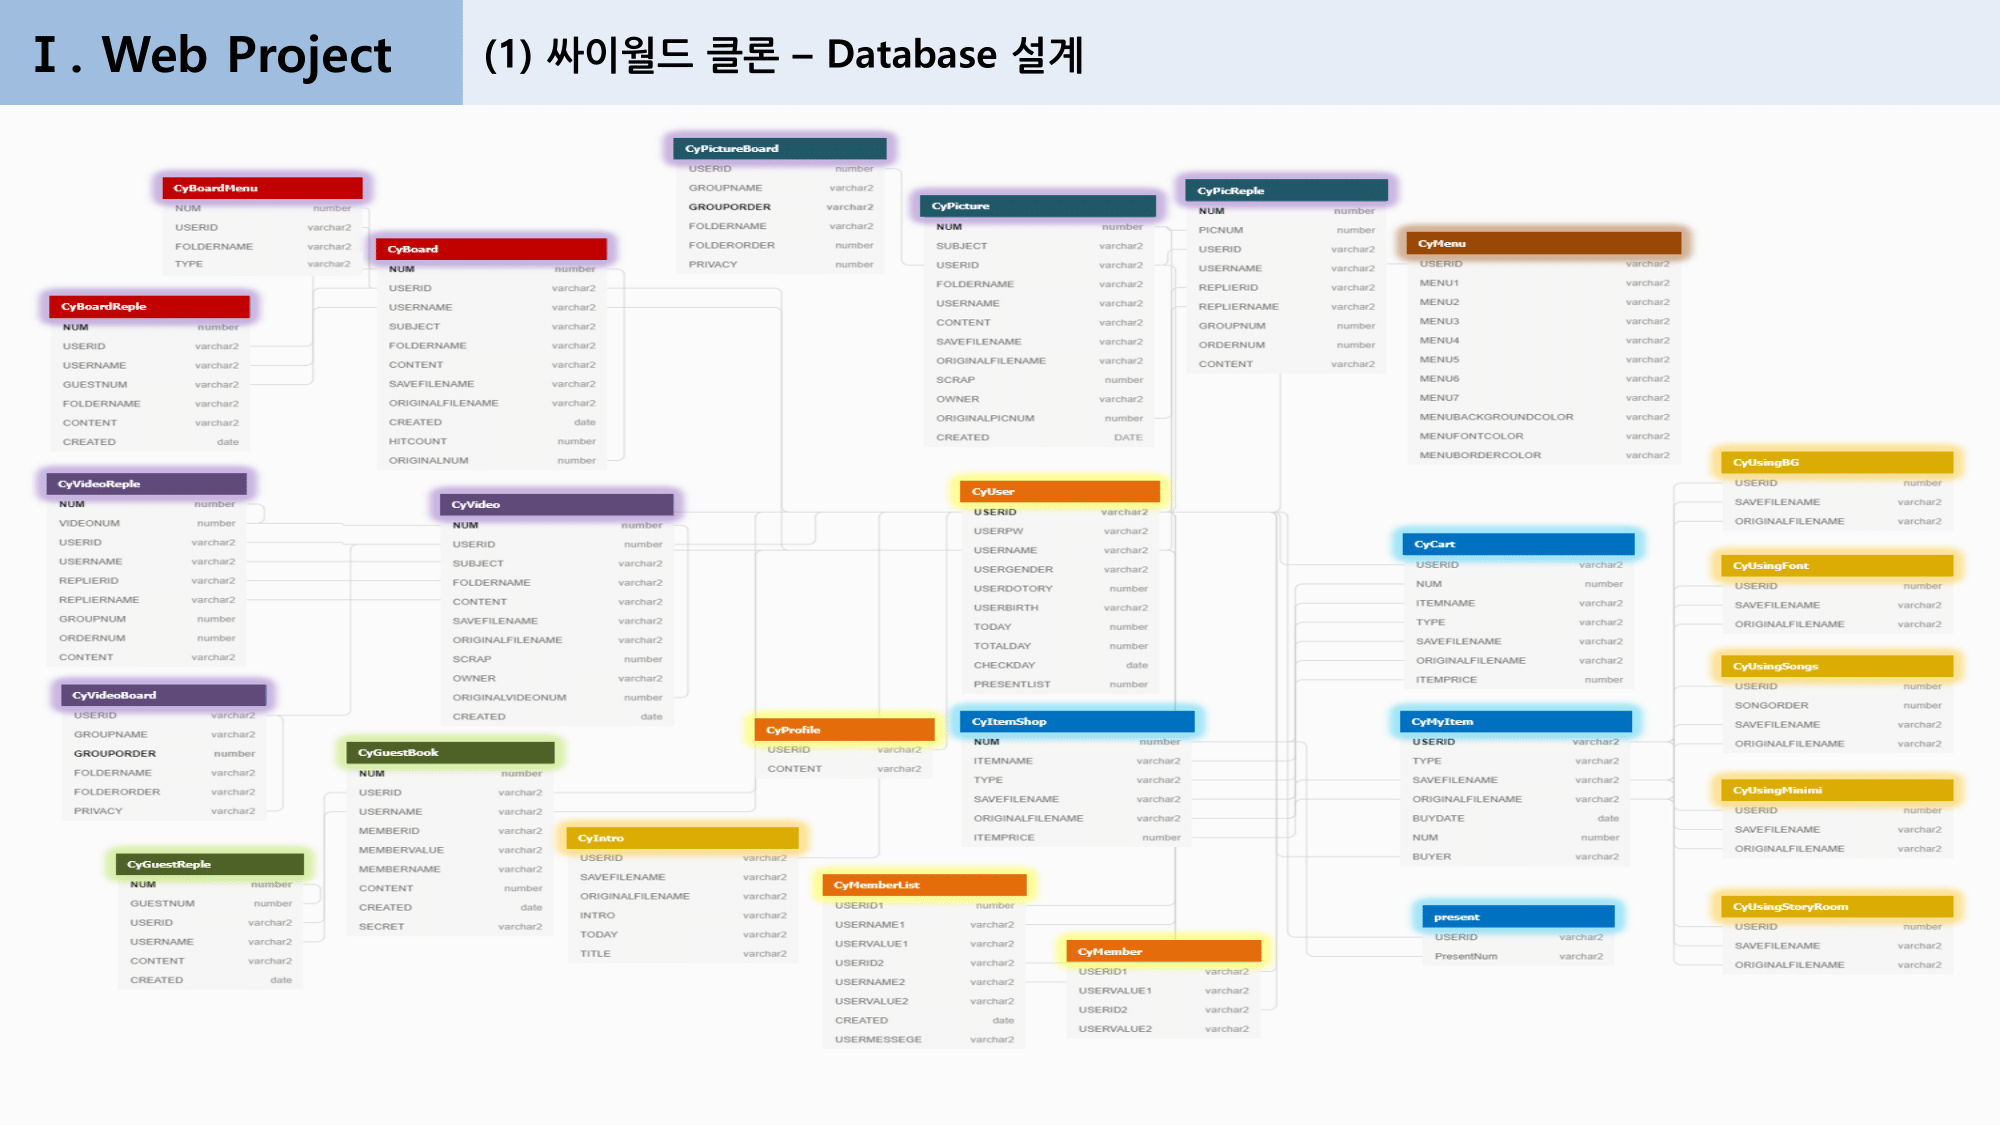 I. Web Project
(1) 싸이월드 클론 – Database 설계
CyBoardMenu
NUM number
USERID varchar2
FOLDERNAME varchar2
TYPE varchar2
CyBoard
NUM number
USERID varchar2
USERNAME varchar2
SUBJECT varchar2
FOLDERNAME varchar2
CONTENT varchar2
SAVEFILENAME varchar2
ORIGINALFILENAME varchar2
CREATED date
HITCOUNT number
ORIGINALNUM number
CyBoardReple
NUM number
USERID varchar2
USERNAME varchar2
GUESTNUM varchar2
FOLDERNAME varchar2
CONTENT varchar2
CREATED date
CyPictureBoard
USERID number
GROUPNAME varchar2
GROUPORDER varchar2
FOLDERNAME varchar2
FOLDERORDER number
PRIVACY number
CyPicture
NUM number
SUBJECT varchar2
USERID varchar2
FOLDERNAME varchar2
USERNAME varchar2
CONTENT varchar2
SAVEFILENAME varchar2
ORIGINALFILENAME varchar2
SCRAP number
OWNER varchar2
ORIGINALPICNUM number
CREATED DATE
CyPicReple
NUM number
PICNUM number
USERID varchar2
USERNAME varchar2
REPLIERID varchar2
REPLIERNAME varchar2
GROUPNUM number
ORDERNUM number
CONTENT varchar2
CyMenu
USERID varchar2
MENU1 varchar2
MENU2 varchar2
MENU3 varchar2
MENU4 varchar2
MENU5 varchar2
MENU6 varchar2
MENU7 varchar2
MENUBACKGROUNDCOLOR varchar2
MENUFONTCOLOR varchar2
MENUBORDERCOLOR varchar2
CyVideoReple
NUM number
VIDEONUM number
USERID varchar2
USERNAME varchar2
REPLIERID varchar2
REPLIERNAME varchar2
GROUPNUM number
ORDERNUM number
CONTENT varchar2
CyVideo
NUM number
USERID number
SUBJECT varchar2
FOLDERNAME varchar2
CONTENT varchar2
SAVEFILENAME varchar2
ORIGINALFILENAME varchar2
SCRAP number
OWNER varchar2
ORIGINALVIDEONUM number
CREATED date
CyUser
USERID varchar2
USERPW varchar2
USERNAME varchar2
USERGENDER varchar2
USERDOTORY number
USERBIRTH varchar2
TODAY number
TOTALDAY number
CHECKDAY date
PRESENTLIST number
CyCart
USERID varchar2
NUM number
ITEMNAME varchar2
TYPE varchar2
SAVEFILENAME varchar2
ORIGINALFILENAME varchar2
ITEMPRICE number
CyUsingBG
USERID number
SAVEFILENAME varchar2
ORIGINALFILENAME varchar2
CyUsingFont
USERID number
SAVEFILENAME varchar2
ORIGINALFILENAME varchar2
CyUsingSongs
USERID number
SONGORDER number
SAVEFILENAME varchar2
ORIGINALFILENAME varchar2
CyVideoBoard
USERID varchar2
GROUPNAME varchar2
GROUPORDER number
FOLDERNAME varchar2
FOLDERORDER varchar2
PRIVACY varchar2
CyGuestBook
NUM number
USERID varchar2
USERNAME varchar2
MEMBERID varchar2
MEMBERVALUE varchar2
MEMBERNAME varchar2
CONTENT number
CREATED date
SECRET varchar2
CyProfile
USERID varchar2
CONTENT varchar2
CyItemShop
NUM number
ITEMNAME varchar2
TYPE varchar2
SAVEFILENAME varchar2
ORIGINALFILENAME varchar2
ITEMPRICE number
CyMyItem
USERID varchar2
TYPE varchar2
SAVEFILENAME varchar2
ORIGINALFILENAME varchar2
BUYDATE date
NUM number
BUYER varchar2
CyUsingMinimi
USERID number
SAVEFILENAME varchar2
ORIGINALFILENAME varchar2
CyGuestReple
NUM number
GUESTNUM number
USERID varchar2
USERNAME varchar2
CONTENT varchar2
CREATED date
CyIntro
USERID varchar2
SAVEFILENAME varchar2
ORIGINALFILENAME varchar2
INTRO varchar2
TODAY varchar2
TITLE varchar2
CyMemberList
USERID1 number
USERNAME1 varchar2
USERVALUE1 varchar2
USERID2 varchar2
USERNAME2 varchar2
USERVALUE2 varchar2
CREATED date
USERMESSEGE varchar2
CyMember
USERID1 varchar2
USERVALUE1 varchar2
USERID2 varchar2
USERVALUE2 varchar2
present
USERID varchar2
PresentNum varchar2
CyUsingStoryRoom
USERID number
SAVEFILENAME varchar2
ORIGINALFILENAME varchar2